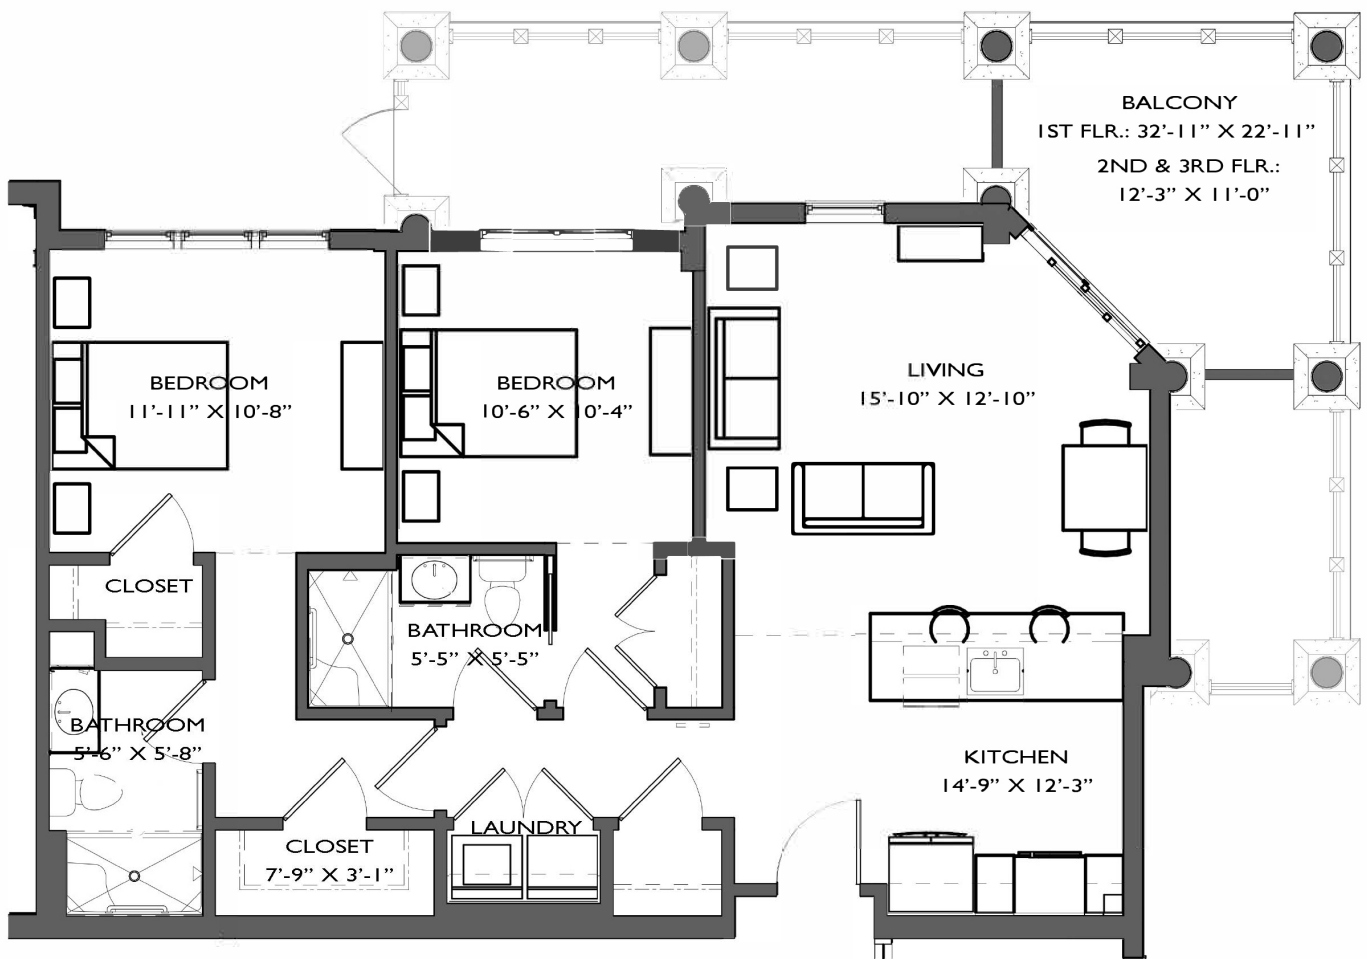 BALCONY
1ST FLR.: 32'-11" X 22'-11"
2ND & 3RD FLR.:
12'-3" X 11'-0"
BEDROOM
11'-11" X 10'-8"
BEDROOM
10'-6" X 10'-4"
LIVING
15'-10" X 12'-10"
CLOSET
BATHROOM
5'-5" X 5'-5"
BATHROOM
5'-6" X 5'-8"
KITCHEN
14'-9" X 12'-3"
LAUNDRY
CLOSET
7'-9" X 3'-1"